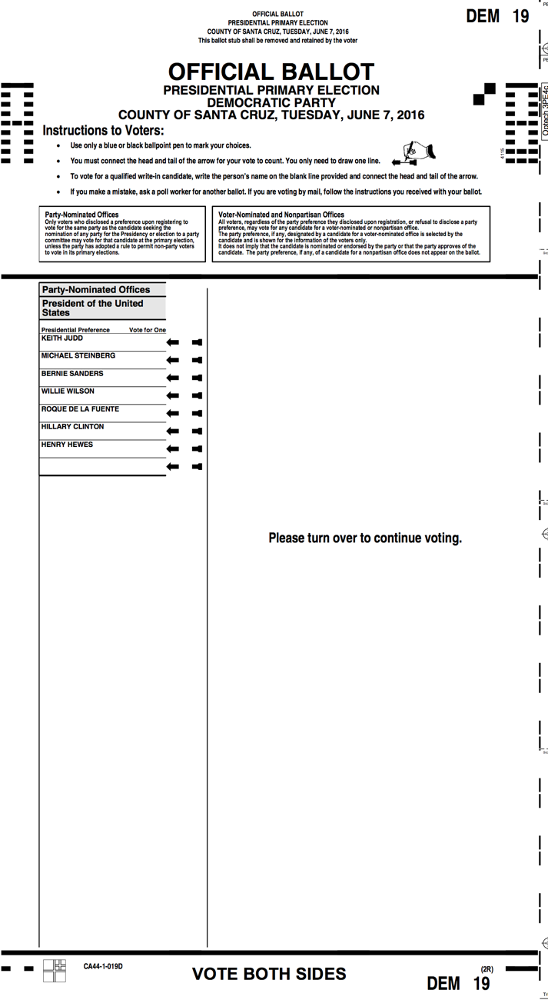 OFFICIAL BALLOT
PRESIDENTIAL PRIMARY ELECTION
COUNTY OF SANTA CRUZ, TUESDAY, JUNE 7, 2016
This ballot stub shall be removed and retained by the voter
DEM 19
OFFICIAL BALLOT
PRESIDENTIAL PRIMARY ELECTION
DEMOCRATIC PARTY
COUNTY OF SANTA CRUZ, TUESDAY, JUNE 7, 2016
Optech 3PE4c
4115
Instructions to Voters:
• Use only a blue or black ballpoint pen to mark your choices.
• You must connect the head and tail of the arrow for your vote to count. You only need to draw one line.
• To vote for a qualified write-in candidate, write the person's name on the blank line provided and connect the head and tail of the arrow.
• If you make a mistake, ask a poll worker for another ballot. If you are voting by mail, follow the instructions you received with your ballot.
Party-Nominated Offices
Only voters who disclosed a preference upon registering to
vote for the same party as the candidate seeking the
nomination of any party for the Presidency or election to a party
committee may vote for that candidate at the primary election,
unless the party has adopted a rule to permit non-party voters
to vote in its primary elections.
Voter-Nominated and Nonpartisan Offices
All voters, regardless of the party preference they disclosed upon registration, or refusal to disclose a party
preference, may vote for any candidate for a voter-nominated or nonpartisan office.
The party preference, if any, designated by a candidate for a voter-nominated office is selected by the
candidate and is shown for the information of the voters only.
It does not imply that the candidate is nominated or endorsed by the party or that the party approves of the
candidate. The party preference, if any, of a candidate for a nonpartisan office does not appear on the ballot.
Party-Nominated Offices
President of the United
States
Presidential Preference Vote for One
KEITH JUDD
MICHAEL STEINBERG
BERNIE SANDERS
WILLIE WILSON
ROQUE DE LA FUENTE
HILLARY CLINTON
HENRY HEWES
Please turn over to continue voting.
CA44-1-019D
VOTE BOTH SIDES
(2R)
DEM 19